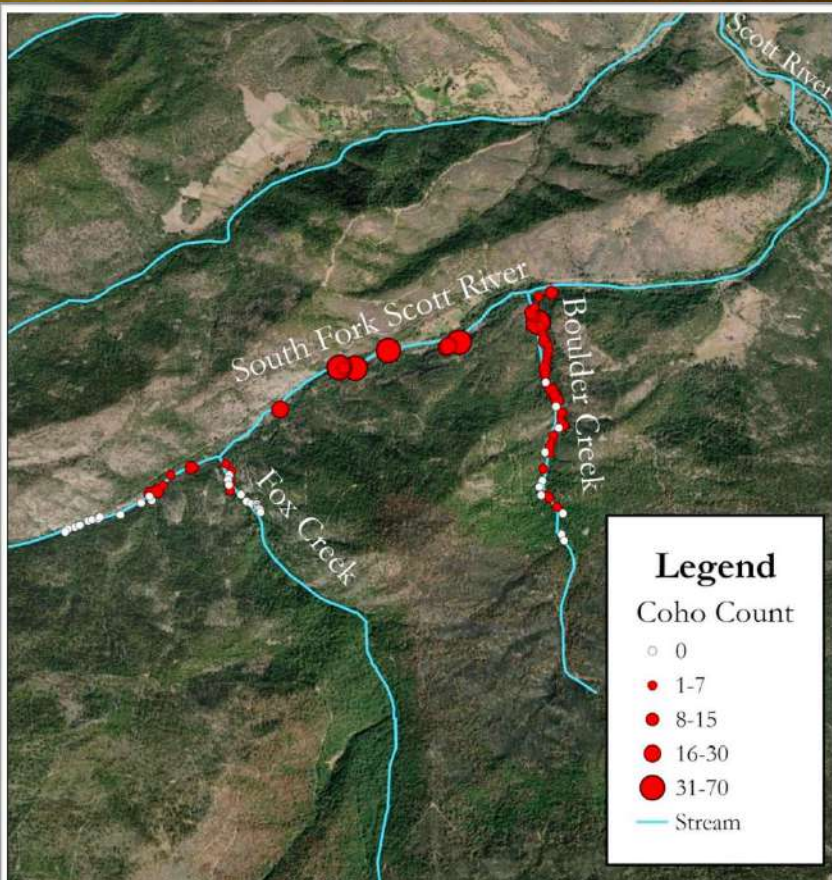 Scott River
South Fork Scott River
Boulder Creek
Fox Creek
Legend
Coho Count
0
1-7
8-15
16-30
31-70
Stream